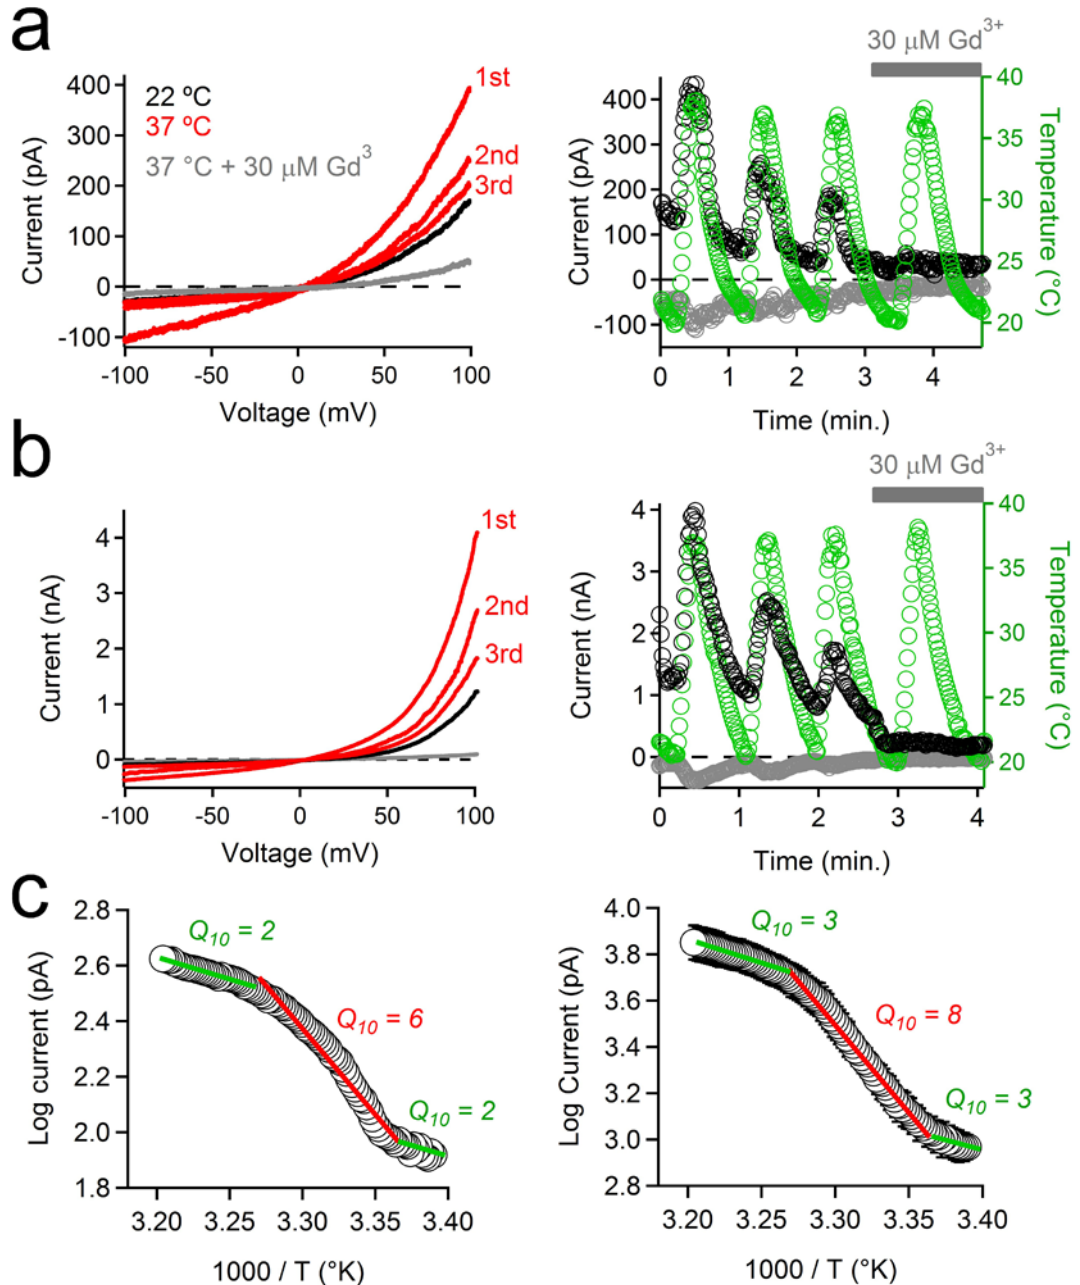 a
22 ºC
37 ºC
37 °C + 30 μM Gd³
1st
2nd
3rd
Current (pA)
400
300
200
100
0
-100
-100
-50
0
50
100
Voltage (mV)
30 μM Gd³⁺
Current (pA)
400
300
200
100
0
-100
40
35
30
25
20
Temperature (°C)
0
1
2
3
4
Time (min.)
b
1st
2nd
3rd
Current (nA)
4
3
2
1
0
-100
-50
0
50
100
Voltage (mV)
30 μM Gd³⁺
Current (nA)
4
3
2
1
0
40
35
30
25
20
Temperature (°C)
0
1
2
3
4
Time (min.)
c
Log current (pA)
2.8
2.6
2.4
2.2
2.0
1.8
Q₁₀ = 2
Q₁₀ = 6
Q₁₀ = 2
3.20
3.25
3.30
3.35
3.40
1000 / T (°K)
Log Current (pA)
4.0
3.8
3.6
3.4
3.2
3.0
2.8
Q₁₀ = 3
Q₁₀ = 8
Q₁₀ = 3
3.20
3.25
3.30
3.35
3.40
1000 / T (°K)